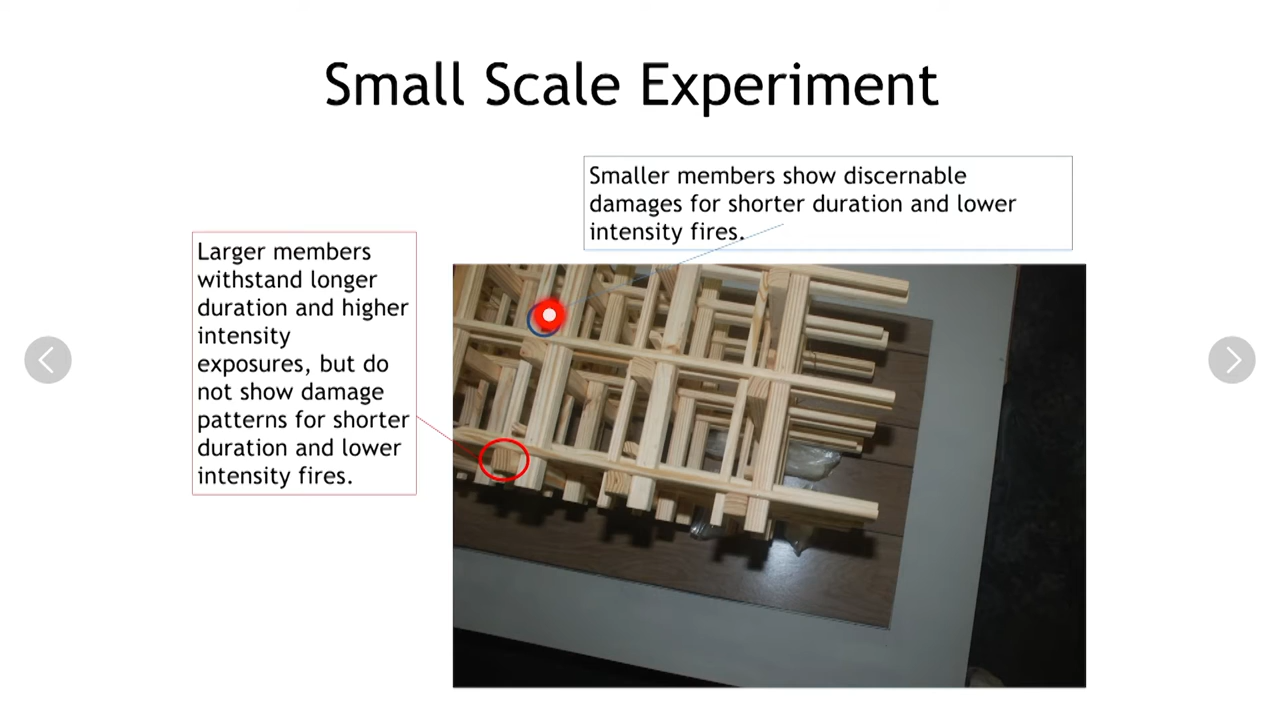 Small Scale Experiment
Smaller members show discernable
damages for shorter duration and lower
intensity fires.
Larger members
withstand longer
duration and higher
intensity
exposures, but do
not show damage
patterns for shorter
duration and lower
intensity fires.